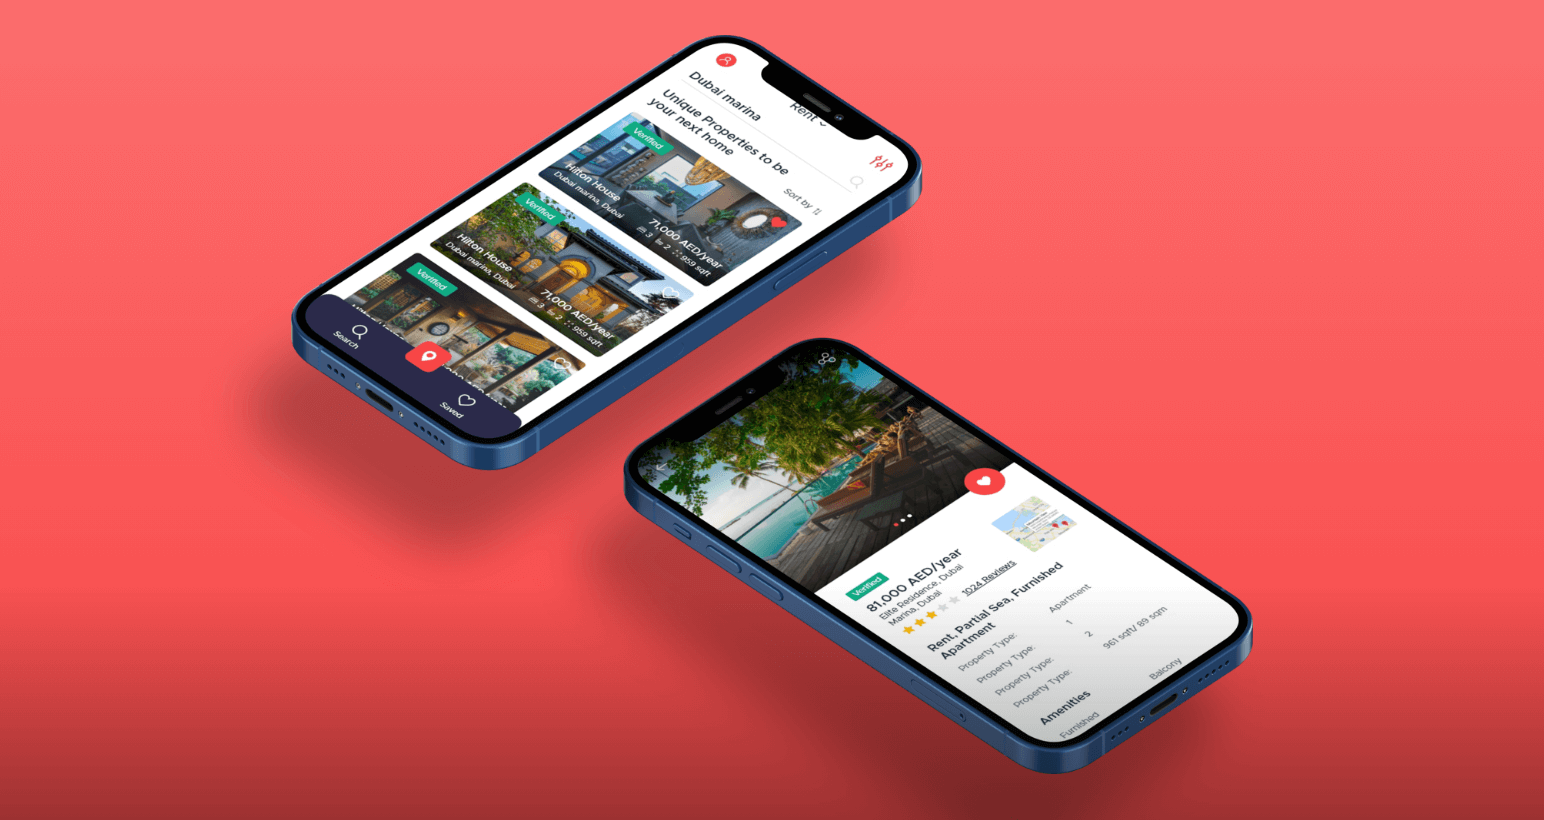 Dubai marina
Rent
Unique Properties to be
your next home
Sort by
Verified
Hilton House
Dubai marina, Dubai
71,000 AED/year
3 2 959 sqft
Verified
Hilton House
Dubai marina, Dubai
71,000 AED/year
3 2 959 sqft
Verified
Search
Saved
Verified
81,000 AED/year
Elite Residence, Dubai
Marina, Dubai
1024 Reviews
Rent, Partial Sea, Furnished
Apartment
Property Type: Apartment
Property Type: 1
Property Type: 2
Property Type: 961 sqft/ 89 sqm
Amenities
Furnished Balcony